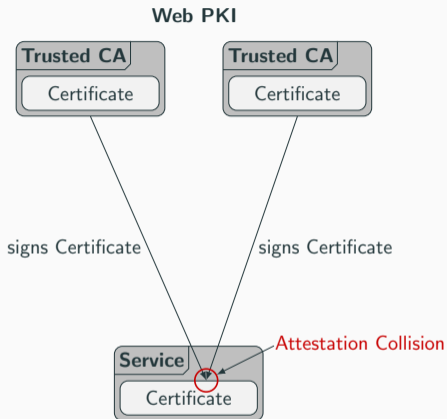 Web PKI
Trusted CA
Certificate
Trusted CA
Certificate
signs Certificate
signs Certificate
Attestation Collision
Service
Certificate